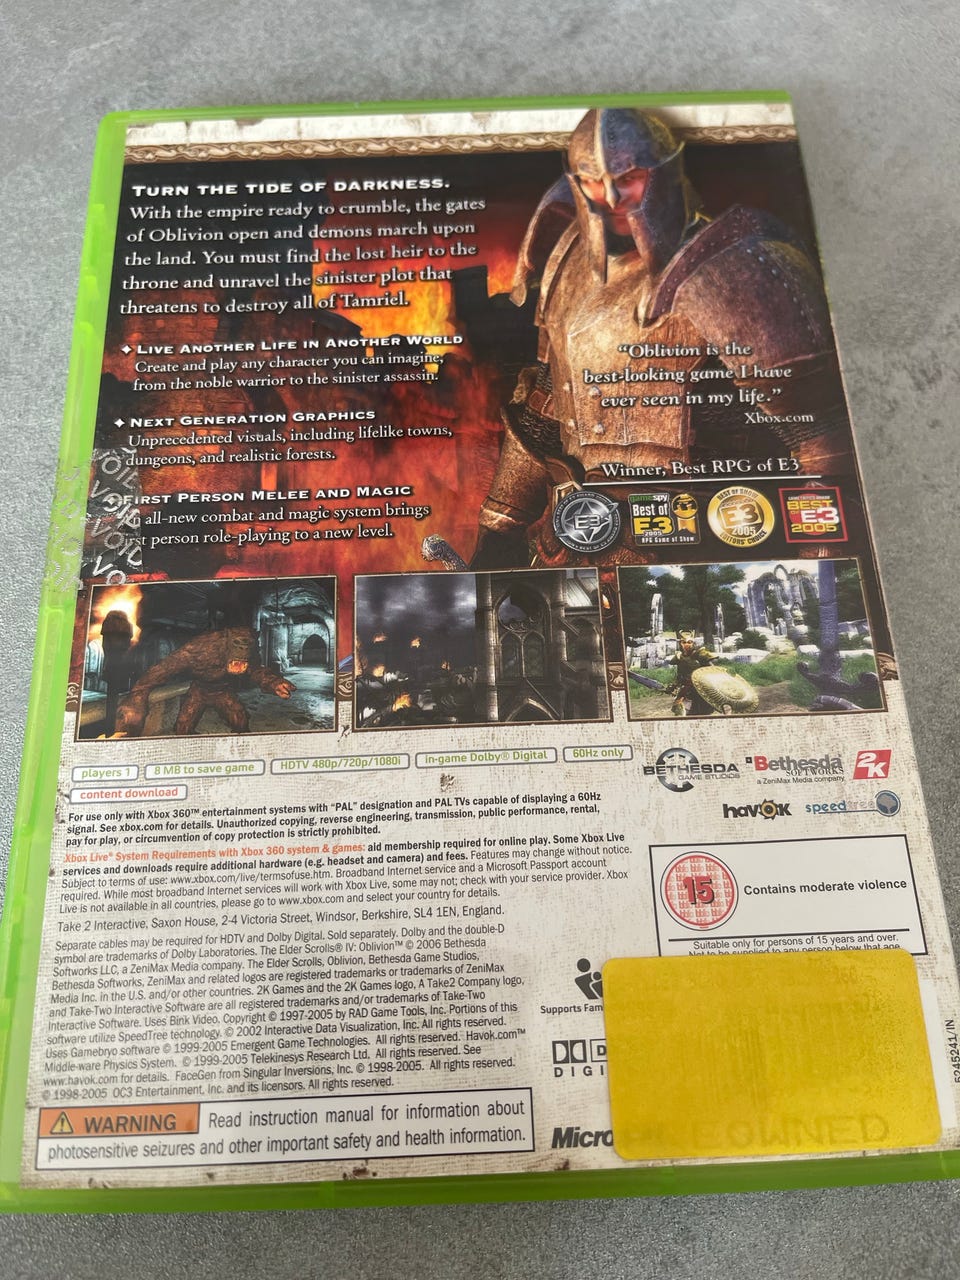 TURN THE TIDE OF DARKNESS.
With the empire ready to crumble, the gates
of Oblivion open and demons march upon
the land. You must find the lost heir to the
throne and unravel the sinister plot that
threatens to destroy all of Tamriel.
LIVE ANOTHER LIFE IN ANOTHER WORLD
Create and play any character you can imagine,
from the noble warrior to the sinister assassin.
NEXT GENERATION GRAPHICS
Unprecedented visuals, including lifelike towns,
dungeons, and realistic forests.
FIRST PERSON MELEE AND MAGIC
all-new combat and magic system brings
first person role-playing to a new level.
VOID
VOID
"Oblivion is the
best-looking game I have
ever seen in my life."
Xbox.com
Winner, Best RPG of E3
E3
gamespy
Best of
E3
2005
RPG Game of Show
BEST OF SHOW
E3
2005
EDITORS' CHOICE
BEST
OF E3
2005
players 1
8 MB to save game
HDTV 480p/720p/1080i
in-game Dolby® Digital
60Hz only
content download
BETHESDA
GAME STUDIOS
Bethesda
SOFTWORKS
a ZeniMax Media company
2K
havok
speedtree
For use only with Xbox 360™ entertainment systems with "PAL" designation and PAL TVs capable of displaying a 60Hz
signal. See xbox.com for details. Unauthorized copying, reverse engineering, transmission, public performance, rental,
pay for play, or circumvention of copy protection is strictly prohibited.
Xbox Live® System Requirements with Xbox 360 system & games: aid membership required for online play. Some Xbox Live
services and downloads require additional hardware (e.g. headset and camera) and fees. Features may change without notice.
Subject to terms of use: www.xbox.com/live/termsofuse.htm. Broadband Internet service and a Microsoft Passport account
required. While most broadband Internet services will work with Xbox Live, some may not; check with your service provider. Xbox
Live is not available in all countries, please go to www.xbox.com and select your country for details.
Take 2 Interactive, Saxon House, 2-4 Victoria Street, Windsor, Berkshire, SL4 1EN, England.
Separate cables may be required for HDTV and Dolby Digital. Sold separately. Dolby and the double-D
symbol are trademarks of Dolby Laboratories. The Elder Scrolls® IV: Oblivion™ © 2006 Bethesda
Softworks LLC, a ZeniMax Media company. The Elder Scrolls, Oblivion, Bethesda Game Studios,
Bethesda Softworks, ZeniMax and related logos are registered trademarks or trademarks of ZeniMax
Media Inc. in the U.S. and/or other countries. 2K Games and the 2K Games logo, A Take2 Company logo,
and Take-Two Interactive Software are all registered trademarks and/or trademarks of Take-Two
Interactive Software. Uses Bink Video. Copyright © 1997-2005 by RAD Game Tools, Inc. Portions of this
software utilize SpeedTree technology. © 2002 Interactive Data Visualization, Inc. All rights reserved.
Uses Gamebryo software © 1999-2005 Emergent Game Technologies. All rights reserved. Havok.com™
Middle-ware Physics System. © 1999-2005 Telekinesys Research Ltd. All rights reserved. See
www.havok.com for details. FaceGen from Singular Inversions, Inc. © 1998-2005. All rights reserved.
© 1998-2005 OC3 Entertainment, Inc. and its licensors. All rights reserved.
15
Contains moderate violence
Suitable only for persons of 15 years and over.
Not to be supplied to any person below that age
Supports Fam
DIGI
Micro
OWNED
5245241/IN
WARNING
Read instruction manual for information about
photosensitive seizures and other important safety and health information.